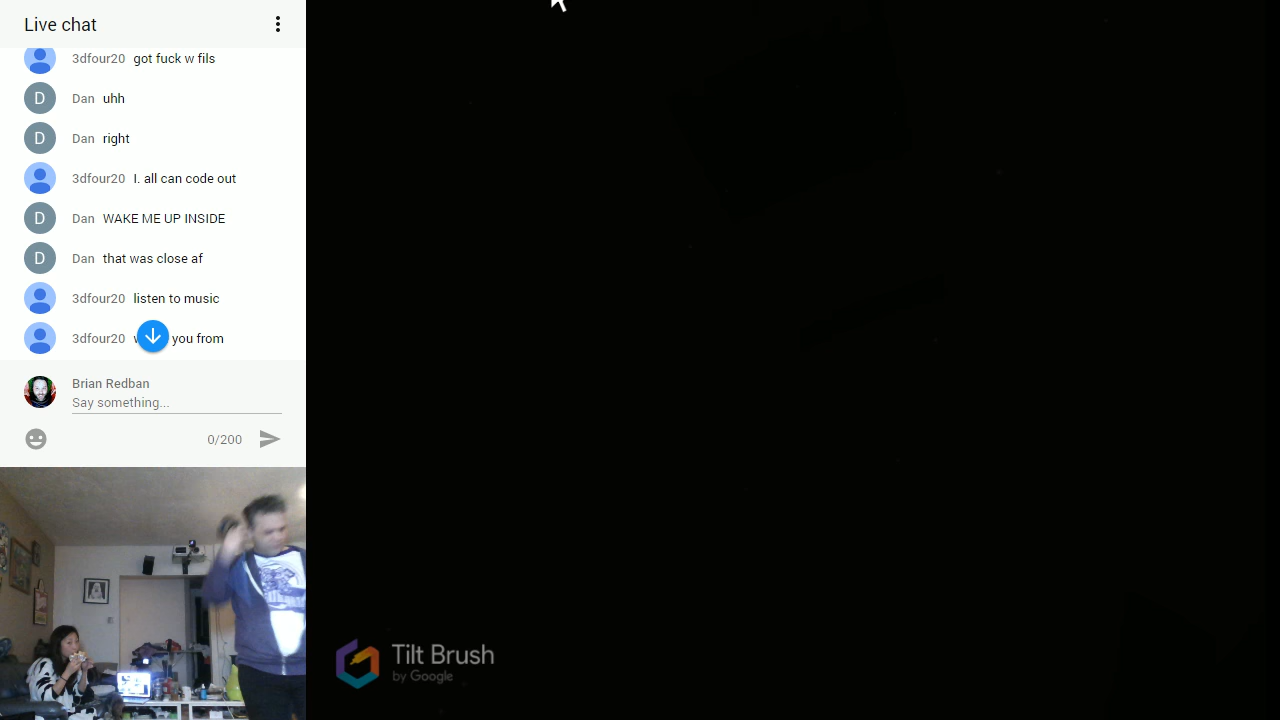 Live chat
3dfour20 got fuck w fils
D Dan uhh
D Dan right
3dfour20 I. all can code out
D Dan WAKE ME UP INSIDE
D Dan that was close af
3dfour20 listen to music
3dfour20 you from
Brian Redban
Say something...
0/200
Tilt Brush
by Google